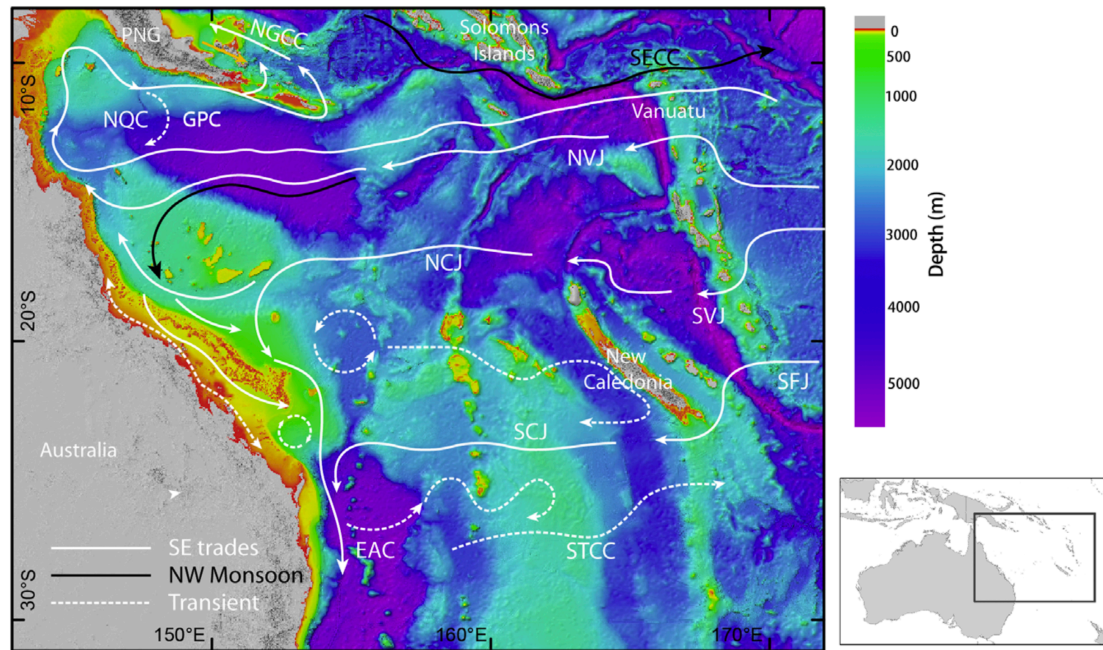 PNG
NGCC
Solomons
Islands
SECC
10°S
NQC
GPC
Vanuatu
NVJ
NCJ
SVJ
20°S
New
Caledonia
SFJ
SCJ
Australia
EAC
STCC
SE trades
NW Monsoon
Transient
30°S
150°E
160°E
170°E
0
500
1000
2000
3000
4000
5000
Depth (m)